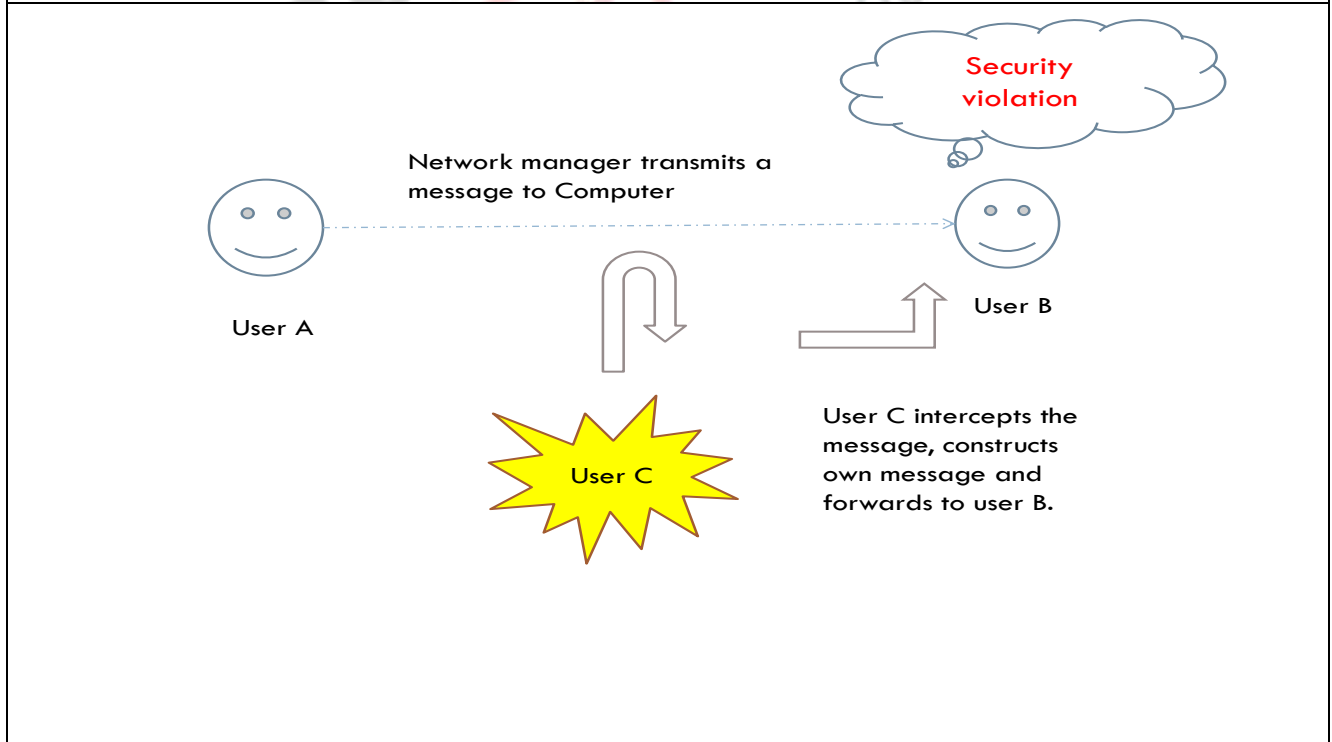 Security
violation
Network manager transmits a
message to Computer
User A
User B
User C intercepts the
message, constructs
own message and
forwards to user B.
User C